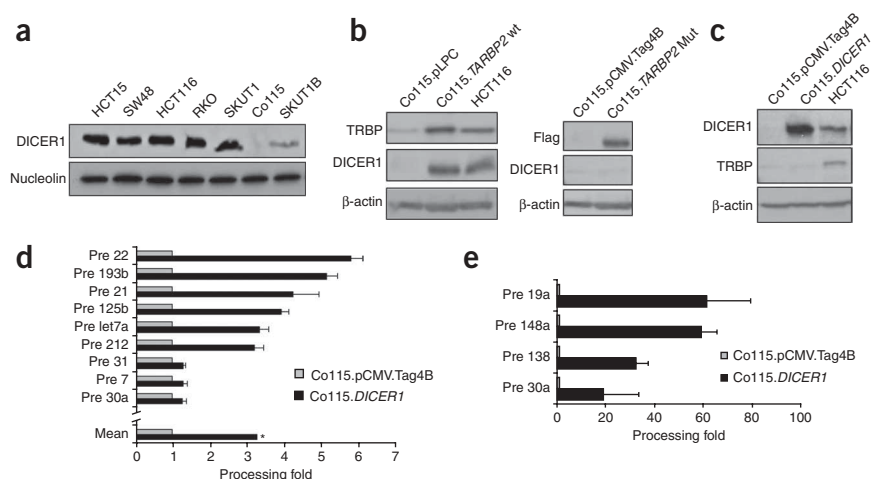 a
HCT15
SW48
HCT116
RKO
SKUT1
Co115
SKUT1B
DICER1
Nucleolin
b
Co115.pLPC
Co115.TARBP2 wt
HCT116
TRBP
DICER1
β-actin
Co115.pCMV.Tag4B
Co115.TARBP2 Mut
Flag
DICER1
β-actin
c
Co115.pCMV.Tag4B
Co115.DICER1
HCT116
DICER1
TRBP
β-actin
d
Pre 22
Pre 193b
Pre 21
Pre 125b
Pre let7a
Pre 212
Pre 31
Pre 7
Pre 30a
Mean
*
Co115.pCMV.Tag4B
Co115.DICER1
0 1 2 3 4 5 6 7
Processing fold
e
Pre 19a
Pre 148a
Pre 138
Pre 30a
Co115.pCMV.Tag4B
Co115.DICER1
0 20 40 60 80 100
Processing fold